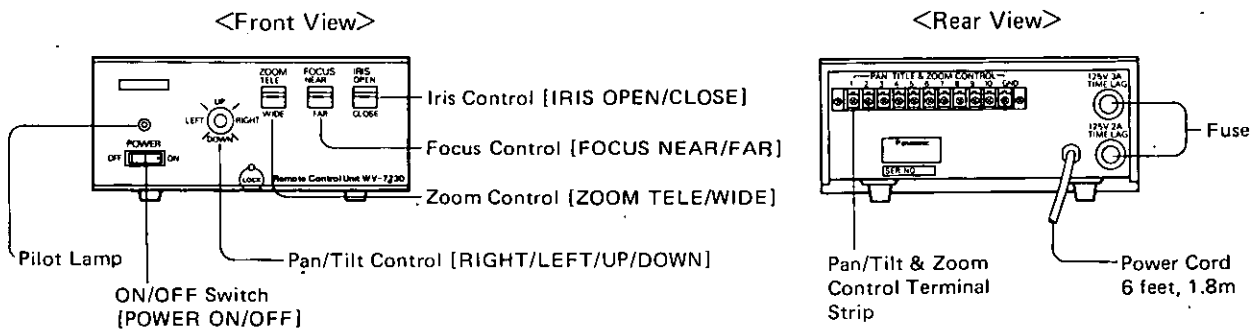 <Front View>
ZOOM FOCUS IRIS
TELE NEAR OPEN
WIDE FAR CLOSE
UP
LEFT RIGHT
DOWN
POWER
OFF ON
LOCK
Remote Control Unit WV-7230
Iris Control [IRIS OPEN/CLOSE]
Focus Control [FOCUS NEAR/FAR]
Zoom Control [ZOOM TELE/WIDE]
Pan/Tilt Control [RIGHT/LEFT/UP/DOWN]
Pilot Lamp
ON/OFF Switch
[POWER ON/OFF]
<Rear View>
PAN TITLE & ZOOM CONTROL
1 2 3 4 5 6 7 8 9 10 GND
125V 3A
TIME LAG
125V 2A
TIME LAG
Panasonic
SER.NO.
Fuse
Pan/Tilt & Zoom
Control Terminal
Strip
Power Cord
6 feet, 1.8m